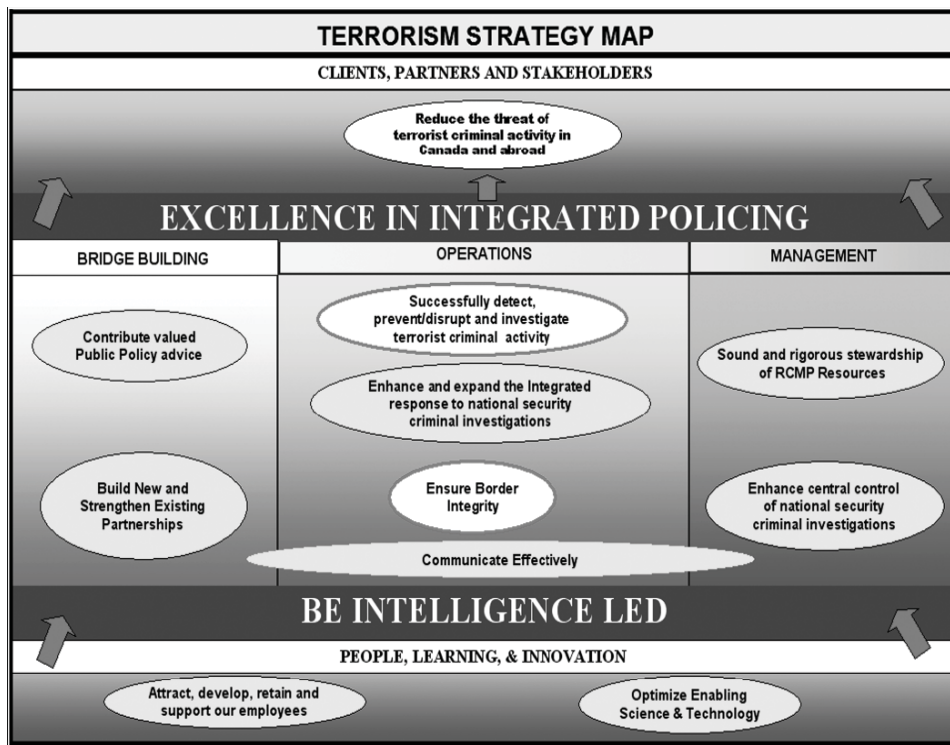 TERRORISM STRATEGY MAP
CLIENTS, PARTNERS AND STAKEHOLDERS
Reduce the threat of
terrorist criminal activity in
Canada and abroad
EXCELLENCE IN INTEGRATED POLICING
BRIDGE BUILDING
Contribute valued
Public Policy advice
Build New and
Strengthen Existing
Partnerships
OPERATIONS
Successfully detect,
prevent/disrupt and investigate
terrorist criminal activity
Enhance and expand the Integrated
response to national security
criminal investigations
Ensure Border
Integrity
Communicate Effectively
MANAGEMENT
Sound and rigorous stewardship
of RCMP Resources
Enhance central control
of national security
criminal investigations
BE INTELLIGENCE LED
PEOPLE, LEARNING, & INNOVATION
Attract, develop, retain and
support our employees
Optimize Enabling
Science & Technology